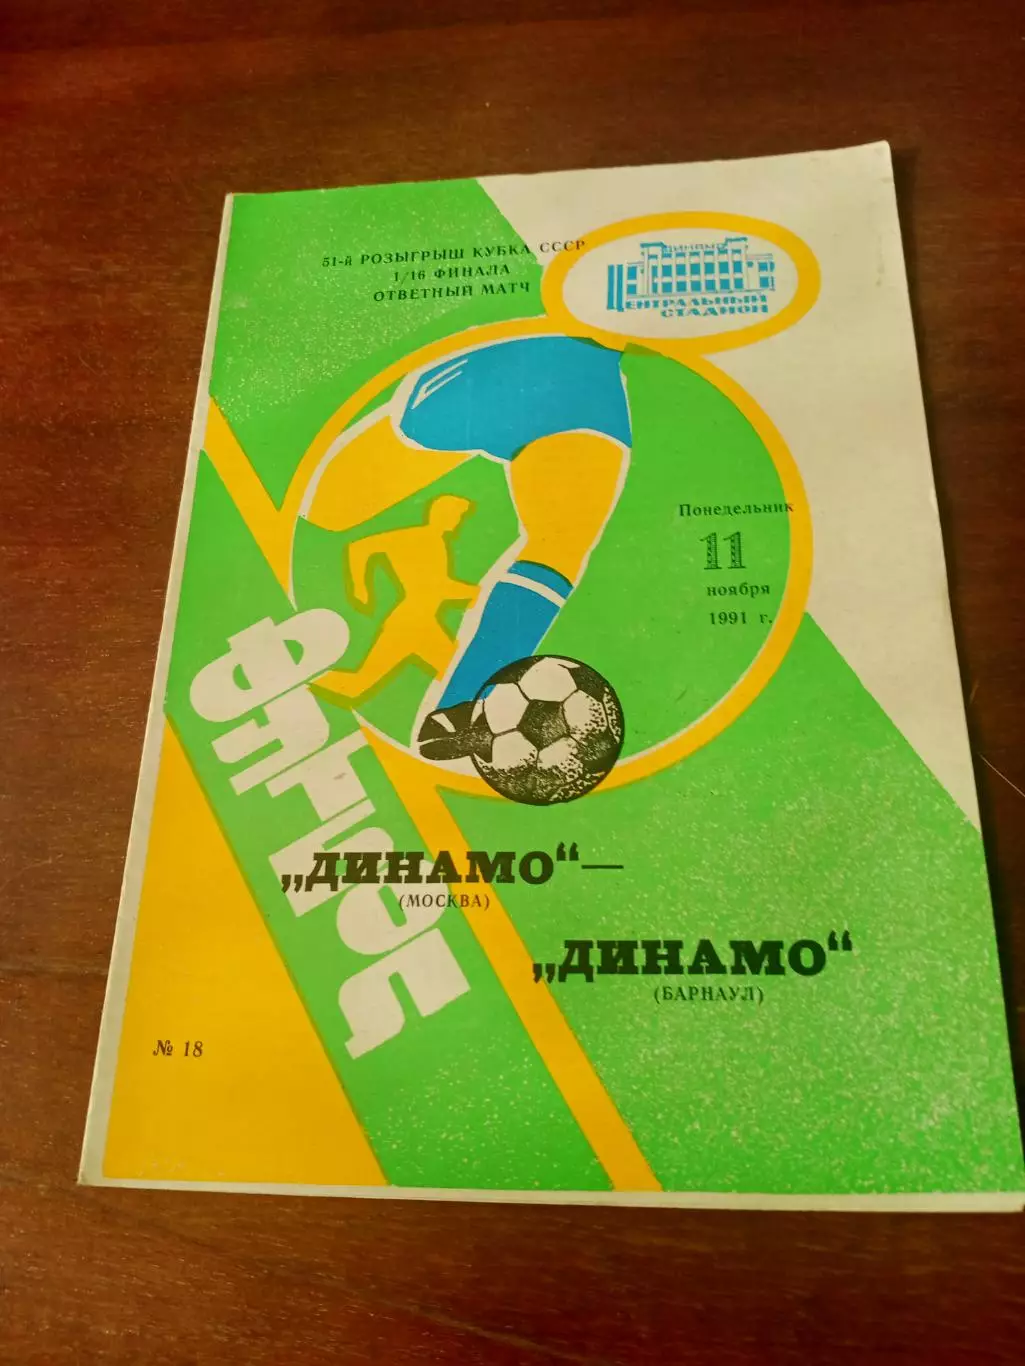 51-й РОЗЫГРЫШ КУБКА СССР
1/16 ФИНАЛА
ОТВЕТНЫЙ МАТЧ
ДИНАМО
ЦЕНТРАЛЬНЫЙ
СТАДИОН
Понедельник
11
ноября
1991 г.
ФУТБОЛ
„ДИНАМО“—
(МОСКВА)
„ДИНАМО“
(БАРНАУЛ)
№ 18